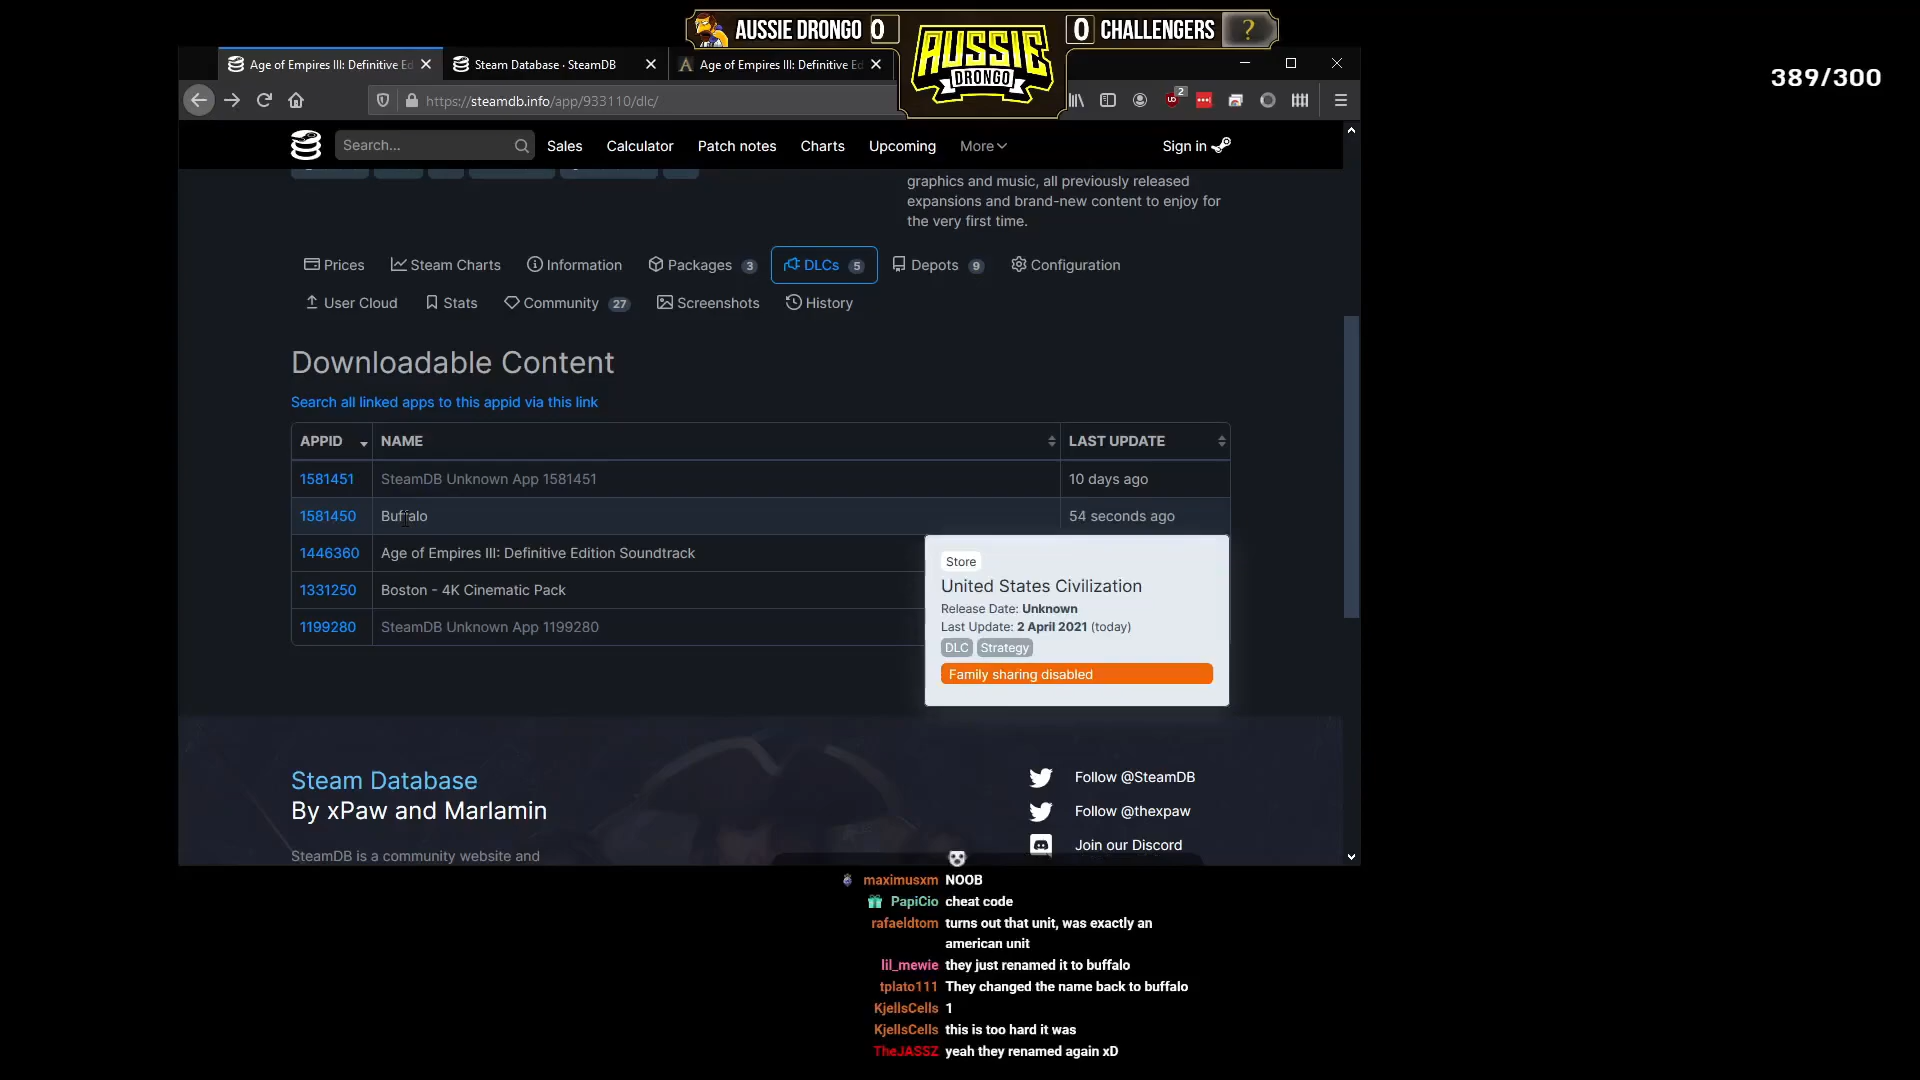 AUSSIE DRONGO 0
AUSSIE
DRONGO
0 CHALLENGERS ?
389/300
Age of Empires III: Definitive Ed
Steam Database · SteamDB
Age of Empires III: Definitive Ed
https://steamdb.info/app/933110/dlc/
2
Search...
Sales
Calculator
Patch notes
Charts
Upcoming
More
Sign in
graphics and music, all previously released
expansions and brand-new content to enjoy for
the very first time.
Prices
Steam Charts
Information
Packages 3
DLCs 5
Depots 9
Configuration
User Cloud
Stats
Community 27
Screenshots
History
Downloadable Content
Search all linked apps to this appid via this link
APPID NAME LAST UPDATE
1581451 SteamDB Unknown App 1581451 10 days ago
1581450 Buffalo 54 seconds ago
1446360 Age of Empires III: Definitive Edition Soundtrack
1331250 Boston - 4K Cinematic Pack
1199280 SteamDB Unknown App 1199280
Store
United States Civilization
Release Date: Unknown
Last Update: 2 April 2021 (today)
DLC Strategy
Family sharing disabled
Steam Database
By xPaw and Marlamin
SteamDB is a community website and
Follow @SteamDB
Follow @thexpaw
Join our Discord
maximusxm NOOB
PapiCio cheat code
rafaeldtom turns out that unit, was exactly an
american unit
lil_mewie they just renamed it to buffalo
tplato111 They changed the name back to buffalo
KjellsCells 1
KjellsCells this is too hard it was
TheJASSZ yeah they renamed again xD